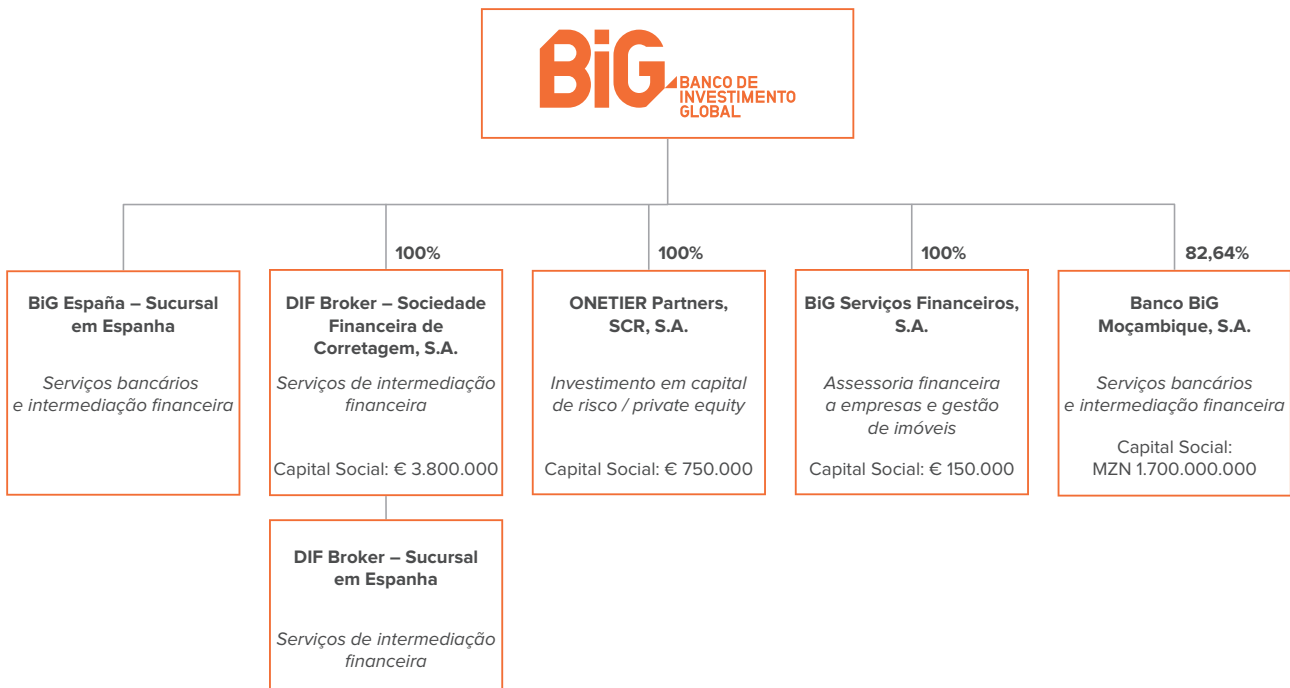 BiG
BANCO DE
INVESTIMENTO
GLOBAL
BiG España – Sucursal
em Espanha
Serviços bancários
e intermediação financeira
100%
DIF Broker – Sociedade
Financeira de
Corretagem, S.A.
Serviços de intermediação
financeira
Capital Social: € 3.800.000
DIF Broker – Sucursal
em Espanha
Serviços de intermediação
financeira
100%
ONETIER Partners,
SCR, S.A.
Investimento em capital
de risco / private equity
Capital Social: € 750.000
100%
BiG Serviços Financeiros,
S.A.
Assessoria financeira
a empresas e gestão
de imóveis
Capital Social: € 150.000
82,64%
Banco BiG
Moçambique, S.A.
Serviços bancários
e intermediação financeira
Capital Social:
MZN 1.700.000.000